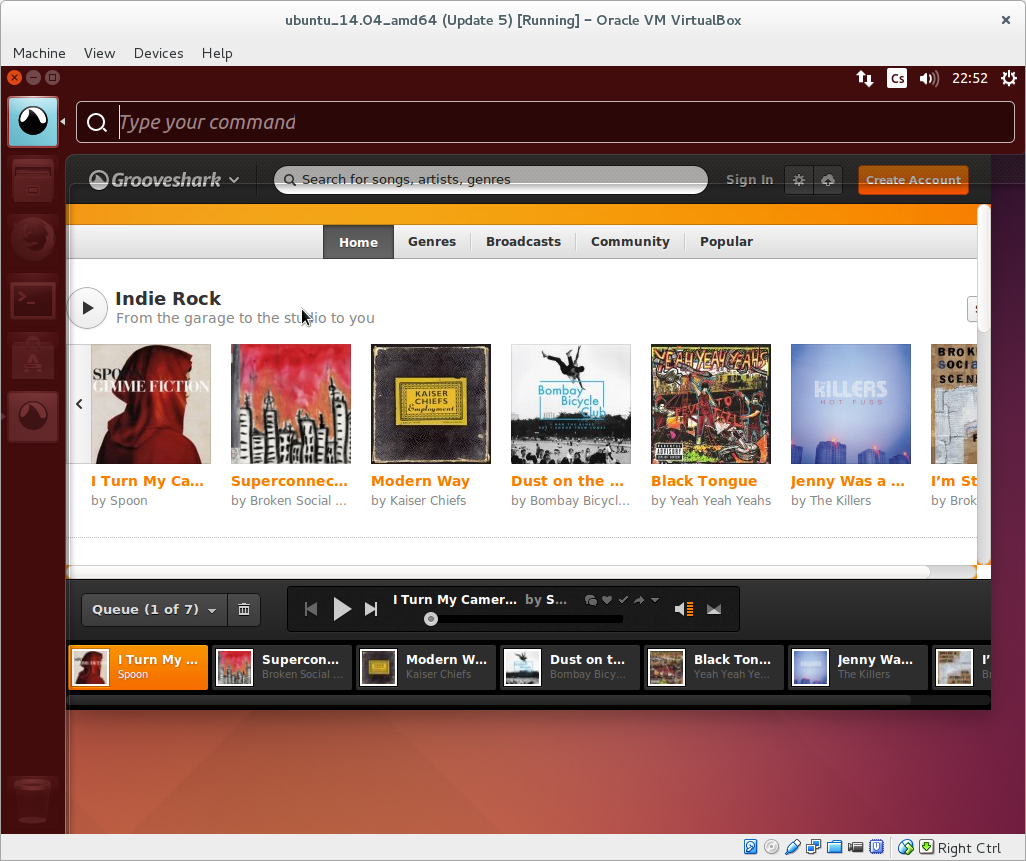 ubuntu_14.04_amd64 (Update 5) [Running] – Oracle VM VirtualBox
Machine View Devices Help
Cs 22:52
Type your command
Grooveshark
Search for songs, artists, genres
Sign In
Create Account
Home Genres Broadcasts Community Popular
Indie Rock
From the garage to the studio to you
SPO
GIMME FICTION
KAISER
CHIEFS
Employment
Bombay
Bicycle
Club
YEAH YEAH YEAHS
FEVER TO TELL
KILLERS
HOT FUSS
BROK
SOCIA
SCENE
I Turn My Ca... Superconnec... Modern Way Dust on the ... Black Tongue Jenny Was a ... I'm St
by Spoon by Broken Social ... by Kaiser Chiefs by Bombay Bicycl... by Yeah Yeah Yeahs by The Killers by Brok
Queue (1 of 7)
I Turn My Camer... by S...
I Turn My ... Supercon... Modern W... Dust on t... Black Ton... Jenny Wa... I'
Spoon Broken Social ... Kaiser Chiefs Bombay Bicy... Yeah Yeah Ye... The Killers
Right Ctrl